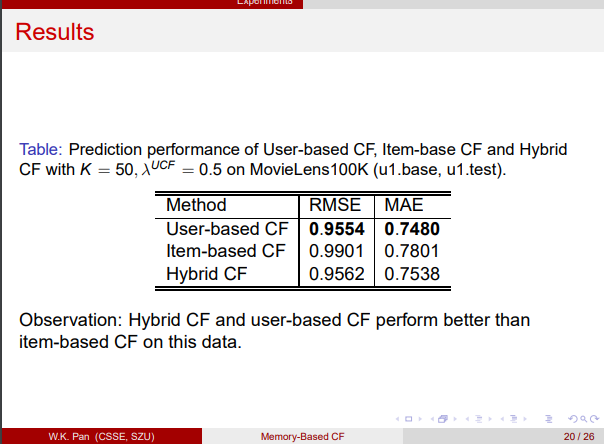 Experiments
Results
Table: Prediction performance of User-based CF, Item-base CF and Hybrid
CF with K = 50, λ^UCF = 0.5 on MovieLens100K (u1.base, u1.test).
Method RMSE MAE
User-based CF 0.9554 0.7480
Item-based CF 0.9901 0.7801
Hybrid CF 0.9562 0.7538
Observation: Hybrid CF and user-based CF perform better than
item-based CF on this data.
W.K. Pan (CSSE, SZU) Memory-Based CF 20 / 26